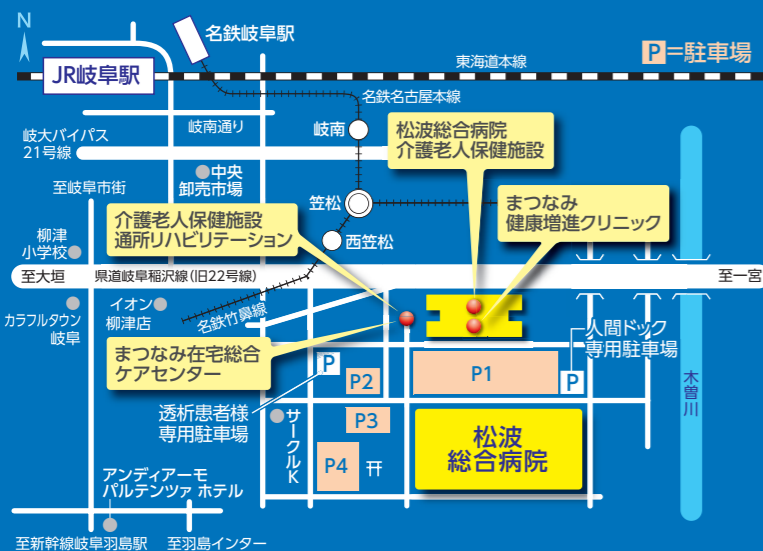 N
名鉄岐阜駅
JR岐阜駅
東海道本線
P=駐車場
名鉄名古屋本線
岐南通り
岐南
岐大バイパス
21号線
松波総合病院
介護老人保健施設
中央
卸売市場
至岐阜市街
笠松
まつなみ
健康増進クリニック
介護老人保健施設
通所リハビリテーション
柳津
小学校
西笠松
至大垣
県道岐阜稲沢線(旧22号線)
至一宮
カラフルタウン
岐阜
イオン
柳津店
名鉄竹鼻線
人間ドック
専用駐車場
まつなみ在宅総合
ケアセンター
P
P2
P1
P
木曽川
透析患者様
専用駐車場
サークルK
P3
松波
総合病院
P4
アンディアーモ
パルテンツァ ホテル
至新幹線岐阜羽島駅
至羽島インター